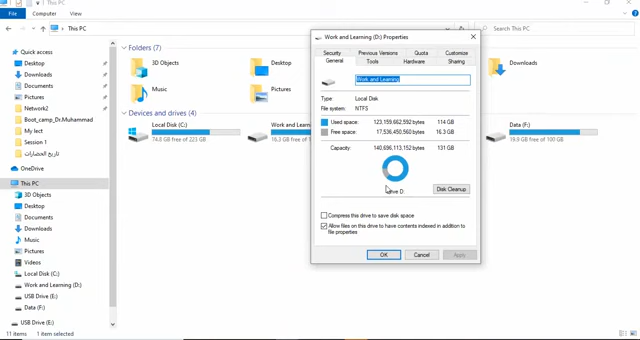 This PC
File
Computer
View
This PC
Search This PC
Quick access
Desktop
Downloads
Documents
Pictures
Network2
Boot_camp_Dr.Muhammad
My lect
Session 1
تاريخ الحضارات
OneDrive
This PC
3D Objects
Desktop
Documents
Downloads
Music
Pictures
Videos
Local Disk (C:)
Work and Learning (D:)
USB Drive (E:)
Data (F:)
USB Drive (E:)
11 items
1 item selected
Folders (7)
3D Objects
Desktop
Downloads
Music
Pictures
Devices and drives (4)
Local Disk (C:)
74.8 GB free of 223 GB
Work and Learn
16.3 GB free
Data (F:)
19.9 GB free of 100 GB
Work and Learning (D:) Properties
Security
Previous Versions
Quota
Customize
General
Tools
Hardware
Sharing
Work and Learning
Type:
Local Disk
File system:
NTFS
Used space:
123,159,662,592 bytes
114 GB
Free space:
17,536,450,560 bytes
16.3 GB
Capacity:
140,696,113,152 bytes
131 GB
Drive D:
Disk Cleanup
Compress this drive to save disk space
Allow files on this drive to have contents indexed in addition to
file properties
OK
Cancel
Apply